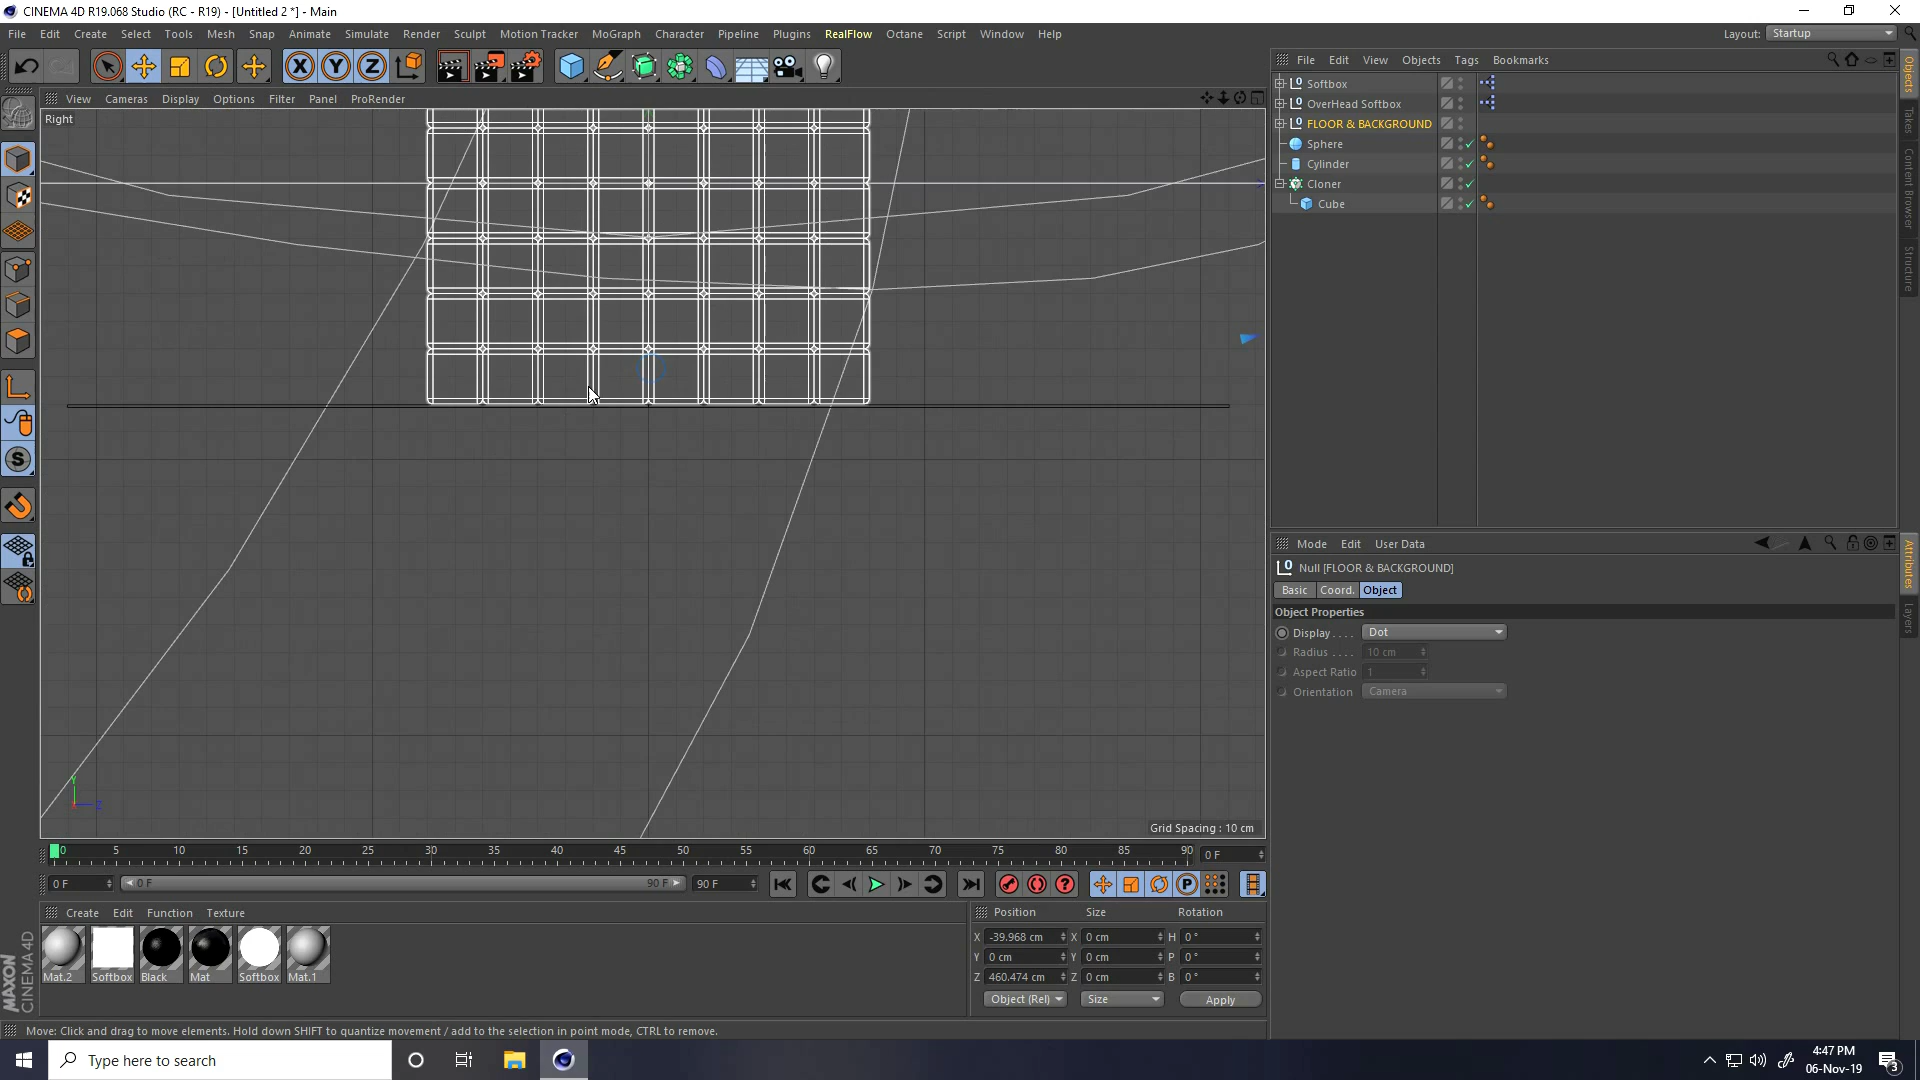 CINEMA 4D R19.068 Studio (RC - R19) - [Untitled 2 *] - Main
File Edit Create Select Tools Mesh Snap Animate Simulate Render Sculpt Motion Tracker MoGraph Character Pipeline Plugins RealFlow Octane Script Window Help
Layout: Startup
X Y Z
File Edit View Objects Tags Bookmarks
View Cameras Display Options Filter Panel ProRender
Right
Softbox
OverHead Softbox
FLOOR & BACKGROUND
Sphere
Cylinder
Cloner
Cube
Objects
Takes
Content Browser
Structure
Mode Edit User Data
Null [FLOOR & BACKGROUND]
Basic Coord. Object
Object Properties
Display . . . . Dot
Radius . . . . 10 cm
Aspect Ratio 1
Orientation Camera
Attributes
Layers
S
Y
Z
Grid Spacing : 10 cm
0 5 10 15 20 25 30 35 40 45 50 55 60 65 70 75 80 85 90
0 F
0 F 0 F 90 F 90 F
P
Create Edit Function Texture
Mat.2 Softbox Black Mat Softbox Mat.1
Position Size Rotation
X -39.968 cm X 0 cm H 0 °
Y 0 cm Y 0 cm P 0 °
Z 460.474 cm Z 0 cm B 0 °
Object (Rel) Size Apply
MAXON
CINEMA 4D
Move: Click and drag to move elements. Hold down SHIFT to quantize movement / add to the selection in point mode, CTRL to remove.
Type here to search
4:47 PM
06-Nov-19
3